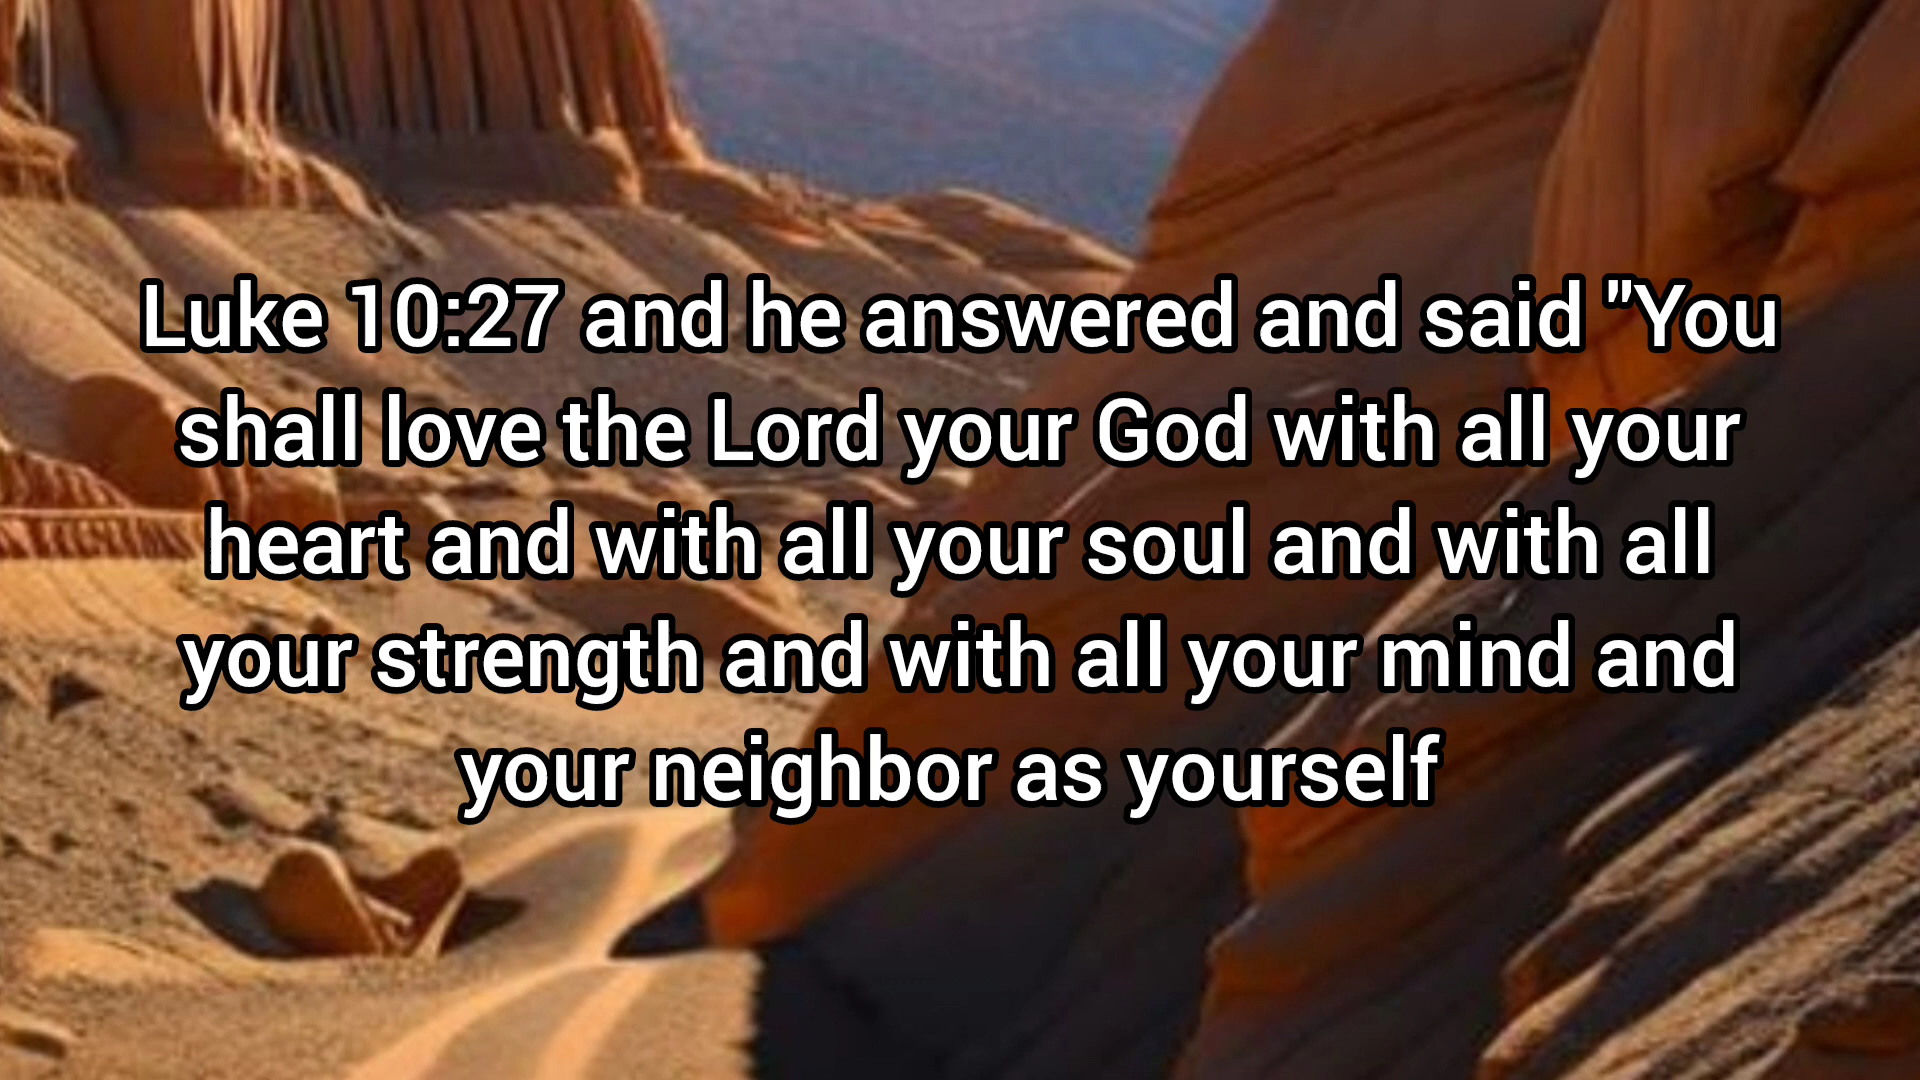 Luke 10:27 and he answered and said "You
shall love the Lord your God with all your
heart and with all your soul and with all
your strength and with all your mind and
your neighbor as yourself